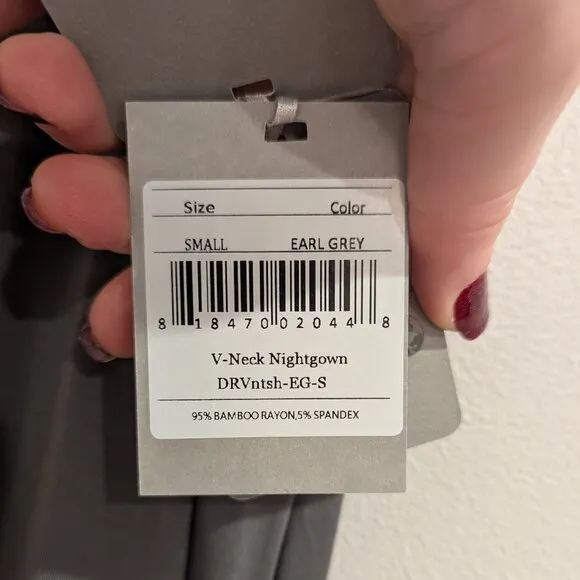 Size Color
SMALL EARL GREY
8 18470 02044 8
V-Neck Nightgown
DRVntsh-EG-S
95% BAMBOO RAYON,5% SPANDEX